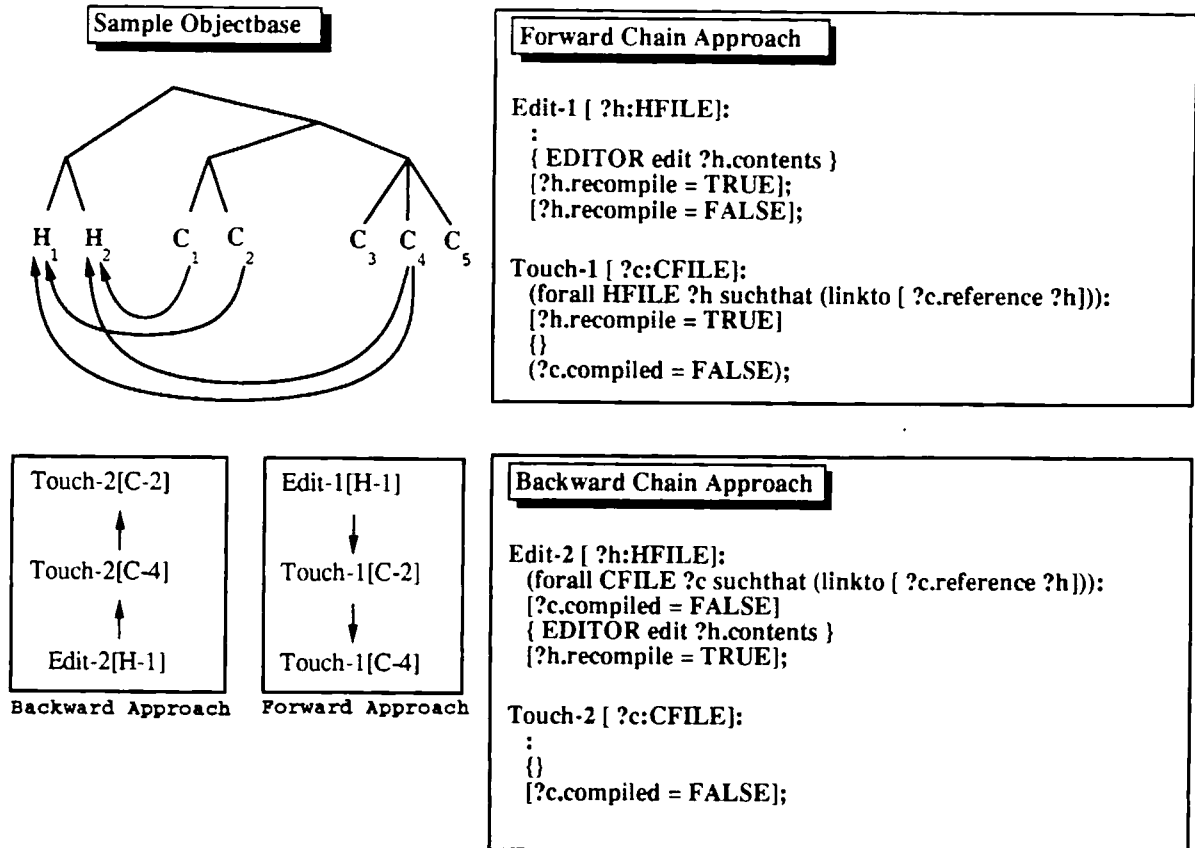 Sample Objectbase
H1 H2 C1 C2 C3 C4 C5
Forward Chain Approach
Edit-1 [ ?h:HFILE]:
:
{ EDITOR edit ?h.contents }
[?h.recompile = TRUE];
[?h.recompile = FALSE];
Touch-1 [ ?c:CFILE]:
(forall HFILE ?h suchthat (linkto [ ?c.reference ?h])):
[?h.recompile = TRUE]
{}
(?c.compiled = FALSE);
Touch-2[C-2]
Touch-2[C-4]
Edit-2[H-1]
Backward Approach
Edit-1[H-1]
Touch-1[C-2]
Touch-1[C-4]
Forward Approach
Backward Chain Approach
Edit-2 [ ?h:HFILE]:
(forall CFILE ?c suchthat (linkto [ ?c.reference ?h])):
[?c.compiled = FALSE]
{ EDITOR edit ?h.contents }
[?h.recompile = TRUE];
Touch-2 [ ?c:CFILE]:
:
{}
[?c.compiled = FALSE];